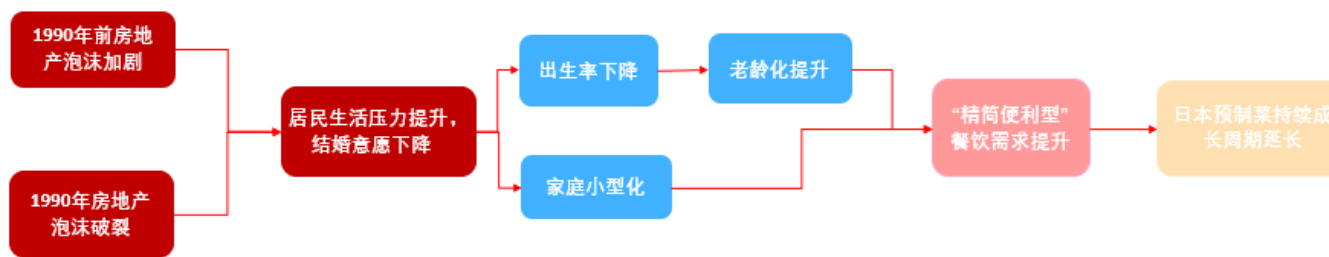 1990年前房地
产泡沫加剧
1990年房地产
泡沫破裂
居民生活压力提升，
结婚意愿下降
出生率下降
老龄化提升
家庭小型化
“精简便利型”
餐饮需求提升
日本预制菜持续成
长周期延长